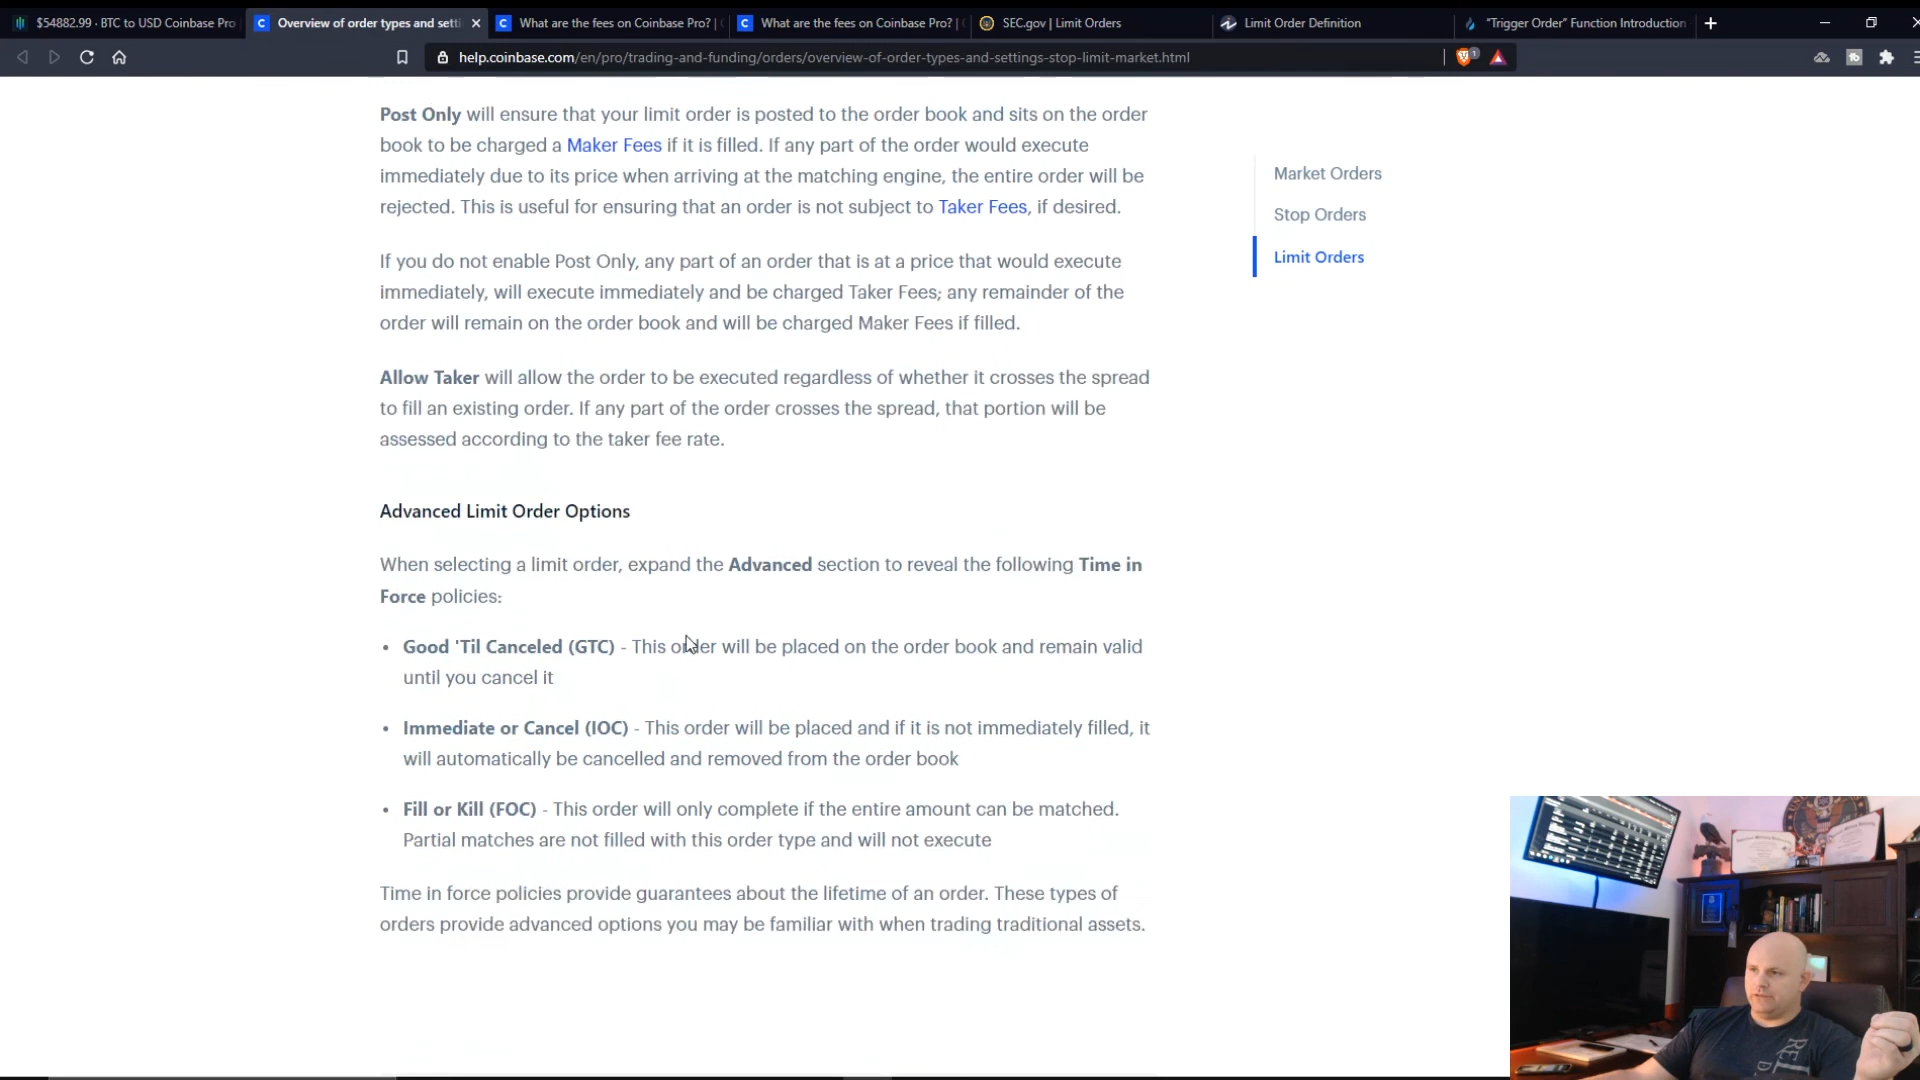 $54882.99 · BTC to USD Coinbase Pro
Overview of order types and setti
What are the fees on Coinbase Pro? |
What are the fees on Coinbase Pro? |
SEC.gov | Limit Orders
Limit Order Definition
"Trigger Order" Function Introduction
help.coinbase.com/en/pro/trading-and-funding/orders/overview-of-order-types-and-settings-stop-limit-market.html
Post Only will ensure that your limit order is posted to the order book and sits on the order
book to be charged a Maker Fees if it is filled. If any part of the order would execute
immediately due to its price when arriving at the matching engine, the entire order will be
rejected. This is useful for ensuring that an order is not subject to Taker Fees, if desired.
If you do not enable Post Only, any part of an order that is at a price that would execute
immediately, will execute immediately and be charged Taker Fees; any remainder of the
order will remain on the order book and will be charged Maker Fees if filled.
Allow Taker will allow the order to be executed regardless of whether it crosses the spread
to fill an existing order. If any part of the order crosses the spread, that portion will be
assessed according to the taker fee rate.
Advanced Limit Order Options
When selecting a limit order, expand the Advanced section to reveal the following Time in
Force policies:
• Good 'Til Canceled (GTC) - This order will be placed on the order book and remain valid
until you cancel it
• Immediate or Cancel (IOC) - This order will be placed and if it is not immediately filled, it
will automatically be cancelled and removed from the order book
• Fill or Kill (FOC) - This order will only complete if the entire amount can be matched.
Partial matches are not filled with this order type and will not execute
Time in force policies provide guarantees about the lifetime of an order. These types of
orders provide advanced options you may be familiar with when trading traditional assets.
Market Orders
Stop Orders
Limit Orders